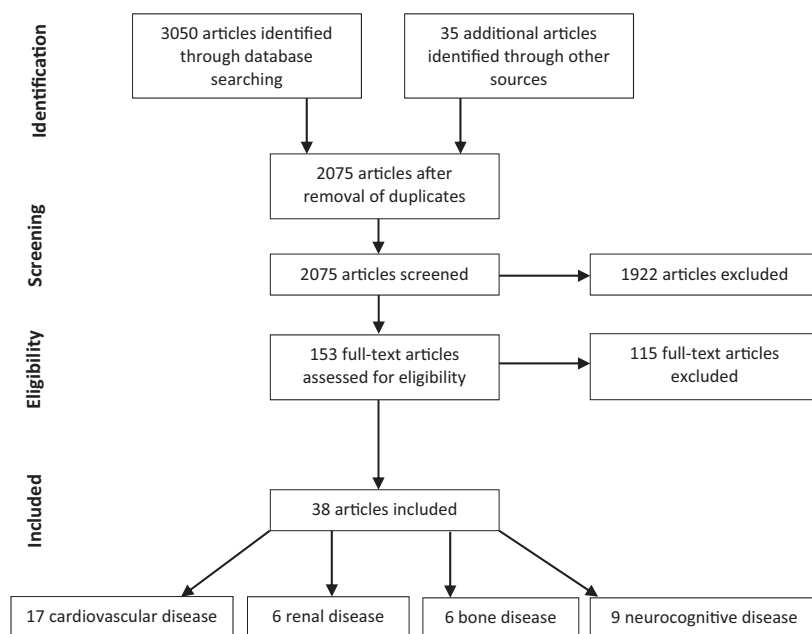 Identification
3050 articles identified
through database
searching
35 additional articles
identified through other
sources
2075 articles after
removal of duplicates
Screening
2075 articles screened
1922 articles excluded
Eligibility
153 full-text articles
assessed for eligibility
115 full-text articles
excluded
Included
38 articles included
17 cardiovascular disease
6 renal disease
6 bone disease
9 neurocognitive disease